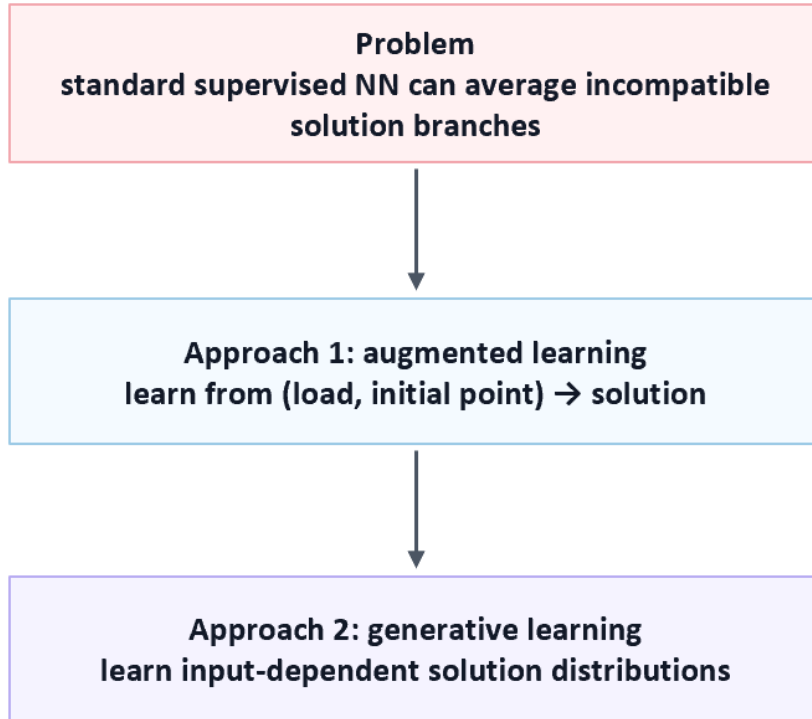 Problem
standard supervised NN can average incompatible
solution branches
Approach 1: augmented learning
learn from (load, initial point) → solution
Approach 2: generative learning
learn input-dependent solution distributions